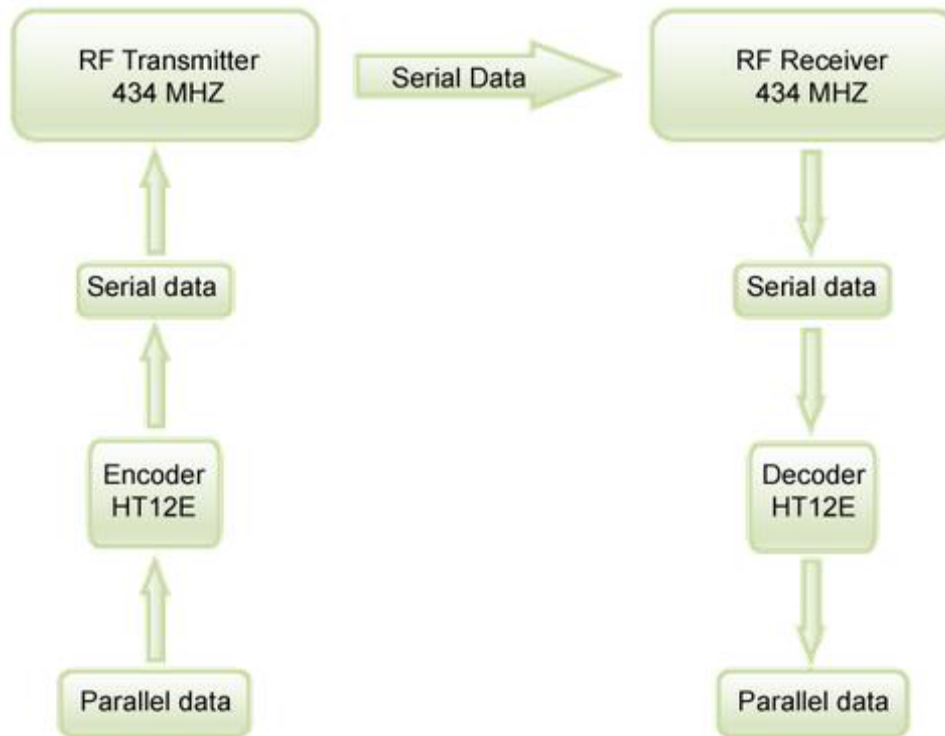 RF Transmitter
434 MHZ
Serial Data
RF Receiver
434 MHZ
Serial data
Serial data
Encoder
HT12E
Decoder
HT12E
Parallel data
Parallel data